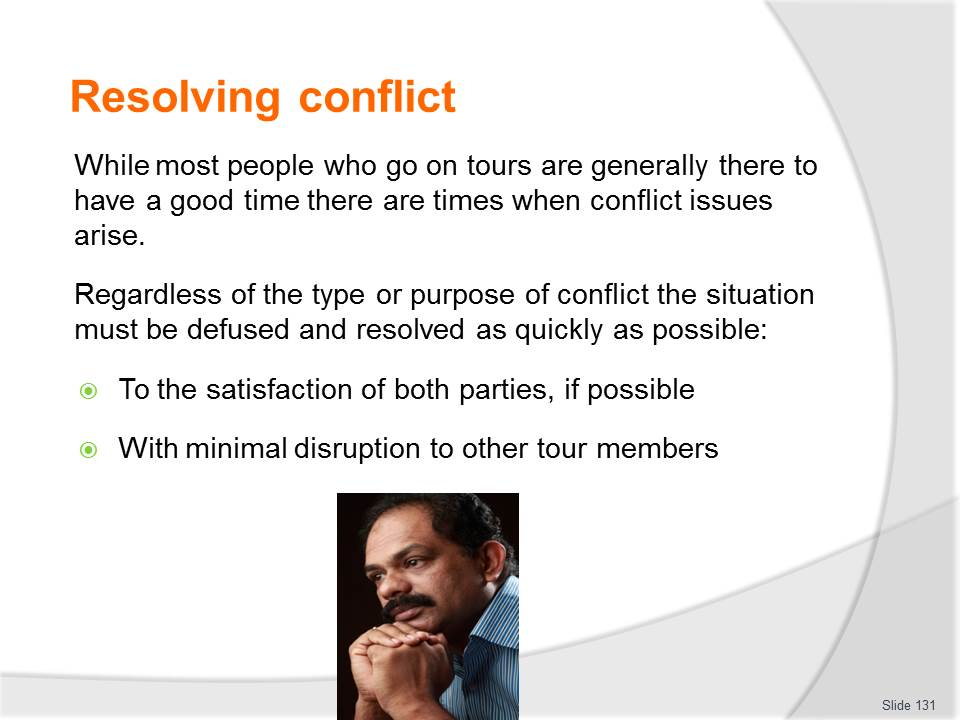 Resolving conflict
While most people who go on tours are generally there to
have a good time there are times when conflict issues
arise.
Regardless of the type or purpose of conflict the situation
must be defused and resolved as quickly as possible:
To the satisfaction of both parties, if possible
With minimal disruption to other tour members
Slide 131